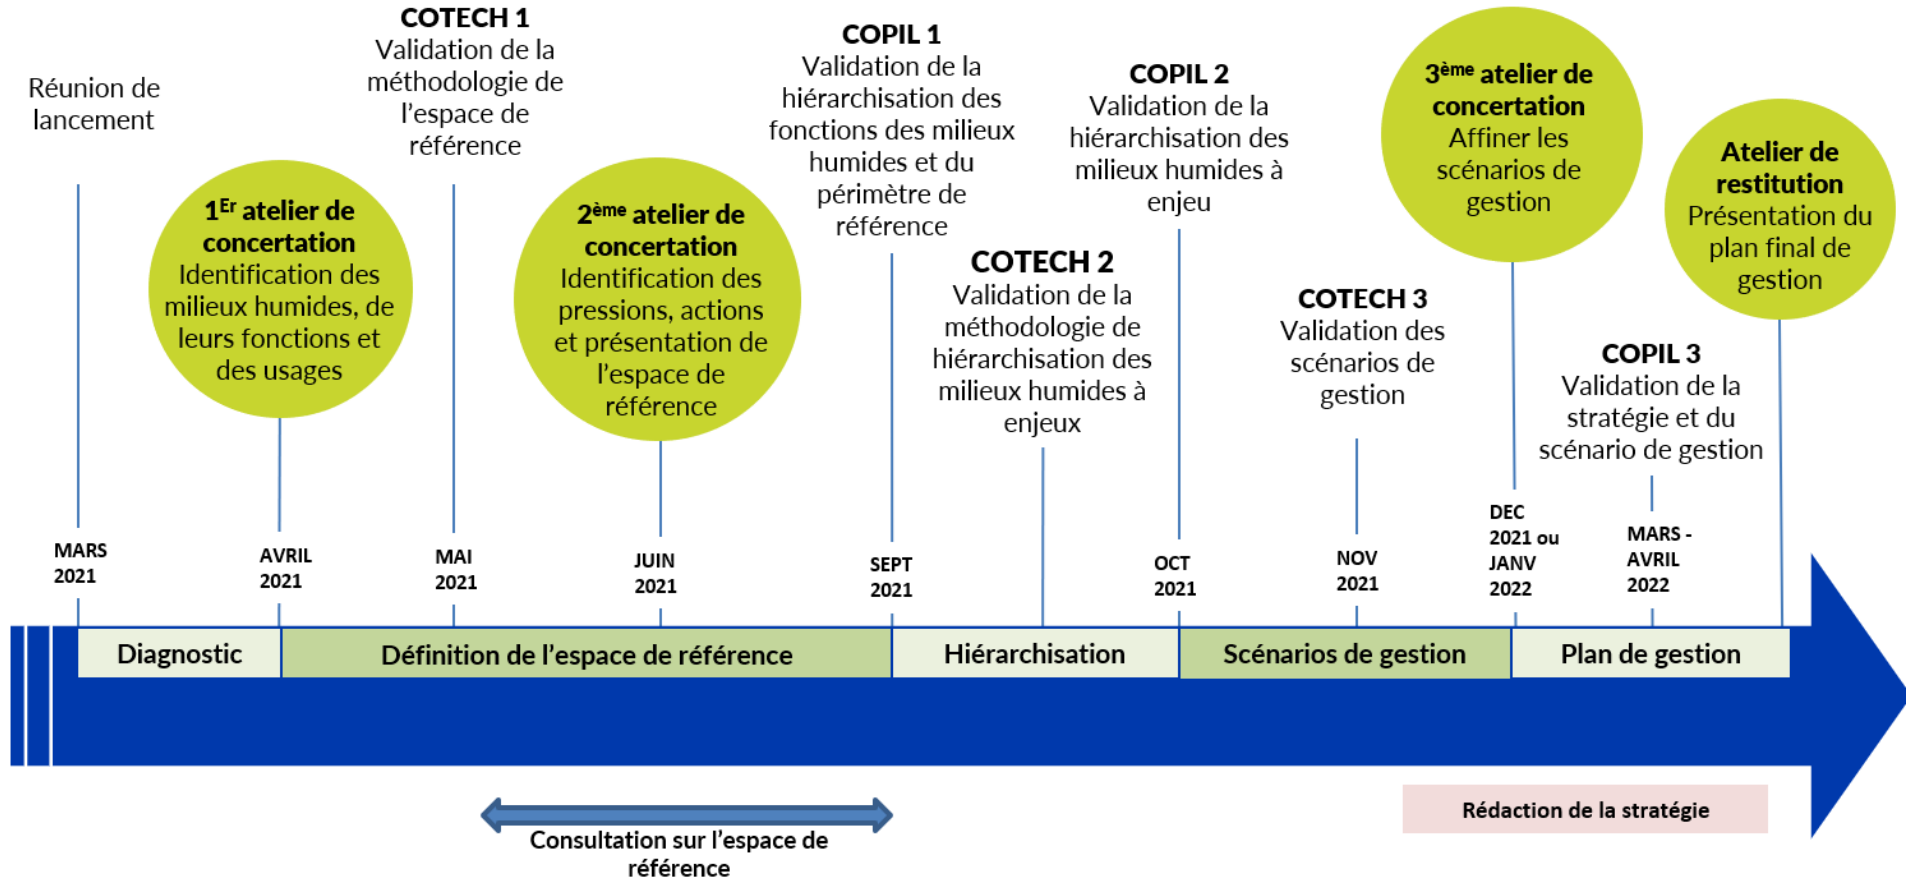 Réunion de
lancement
1Er atelier de
concertation
Identification des
milieux humides, de
leurs fonctions et
des usages
COTECH 1
Validation de la
méthodologie de
l'espace de
référence
2ème atelier de
concertation
Identification des
pressions, actions
et présentation de
l'espace de
référence
COPIL 1
Validation de la
hiérarchisation des
fonctions des milieux
humides et du
périmètre de
référence
COTECH 2
Validation de la
méthodologie de
hiérarchisation des
milieux humides à
enjeux
COPIL 2
Validation de la
hiérarchisation des
milieux humides à
enjeu
COTECH 3
Validation des
scénarios de
gestion
3ème atelier de
concertation
Affiner les
scénarios de
gestion
COPIL 3
Validation de la
stratégie et du
scénario de gestion
Atelier de
restitution
Présentation du
plan final de
gestion
MARS
2021
AVRIL
2021
MAI
2021
JUIN
2021
SEPT
2021
OCT
2021
NOV
2021
DEC
2021 ou
JANV
2022
MARS -
AVRIL
2022
Diagnostic
Définition de l'espace de référence
Hiérarchisation
Scénarios de gestion
Plan de gestion
Consultation sur l'espace de
référence
Rédaction de la stratégie